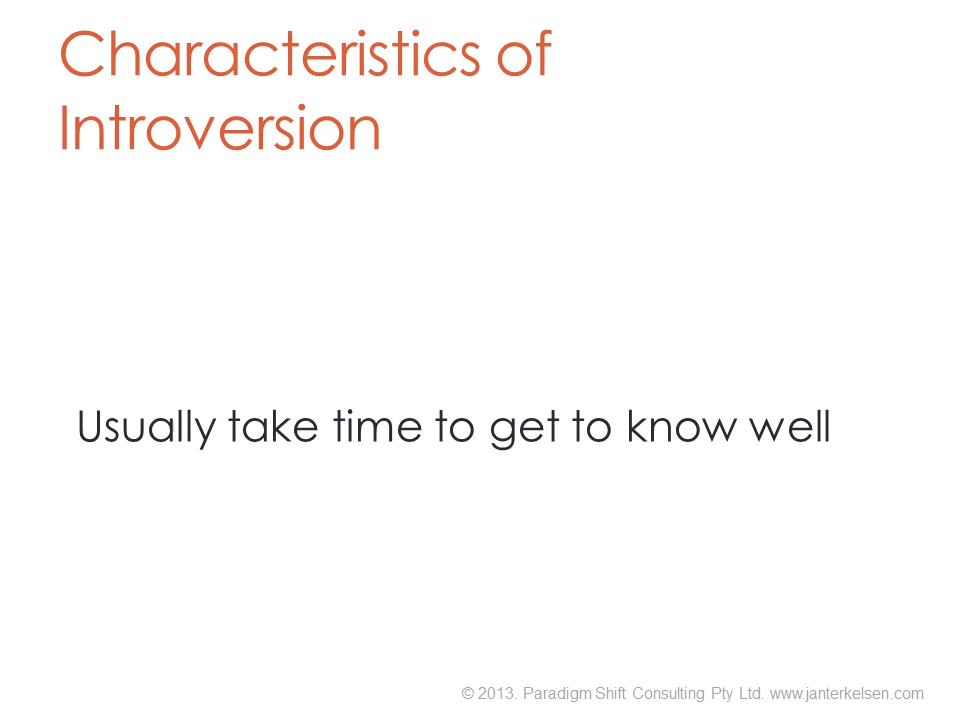 Characteristics of
Introversion
Usually take time to get to know well
© 2013. Paradigm Shift Consulting Pty Ltd. www.janterkelsen.com